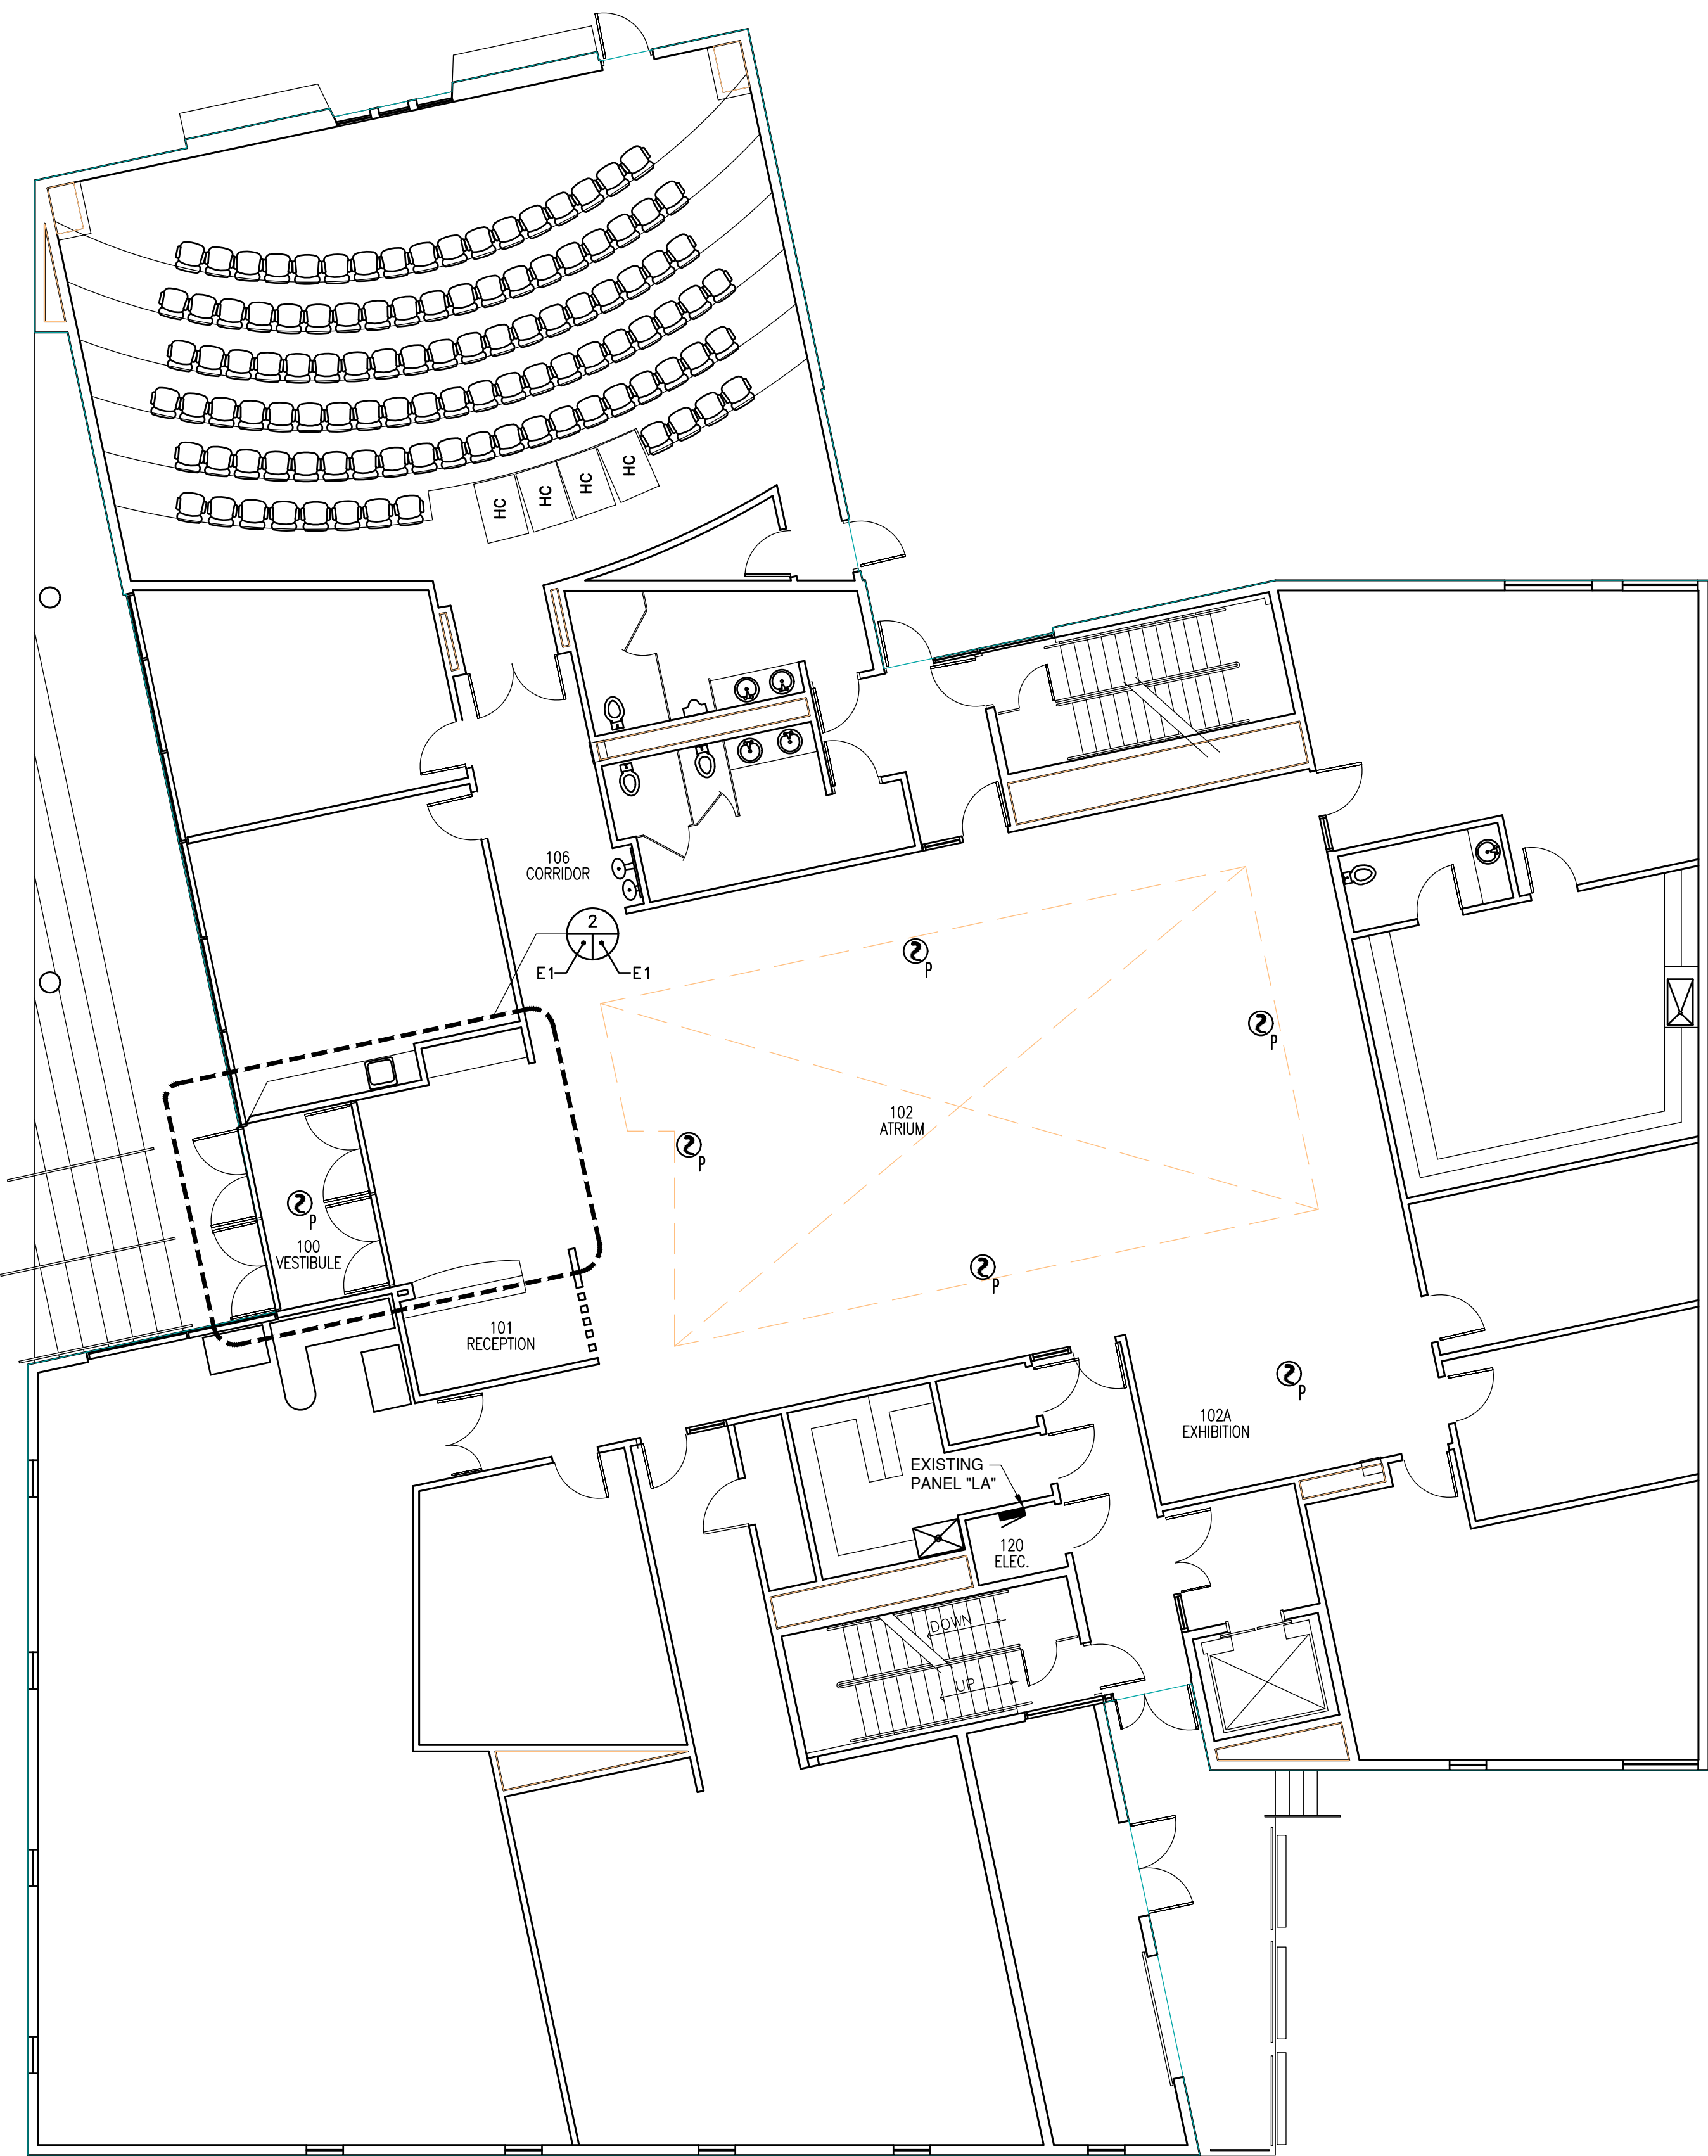 HC
HC
HC
HC
106
CORRIDOR
2
E1
E1
P
P
102
ATRIUM
P
P
100
VESTIBULE
P
101
RECEPTION
P
102A
EXHIBITION
EXISTING
PANEL "LA"
120
ELEC.
DOWN
UP